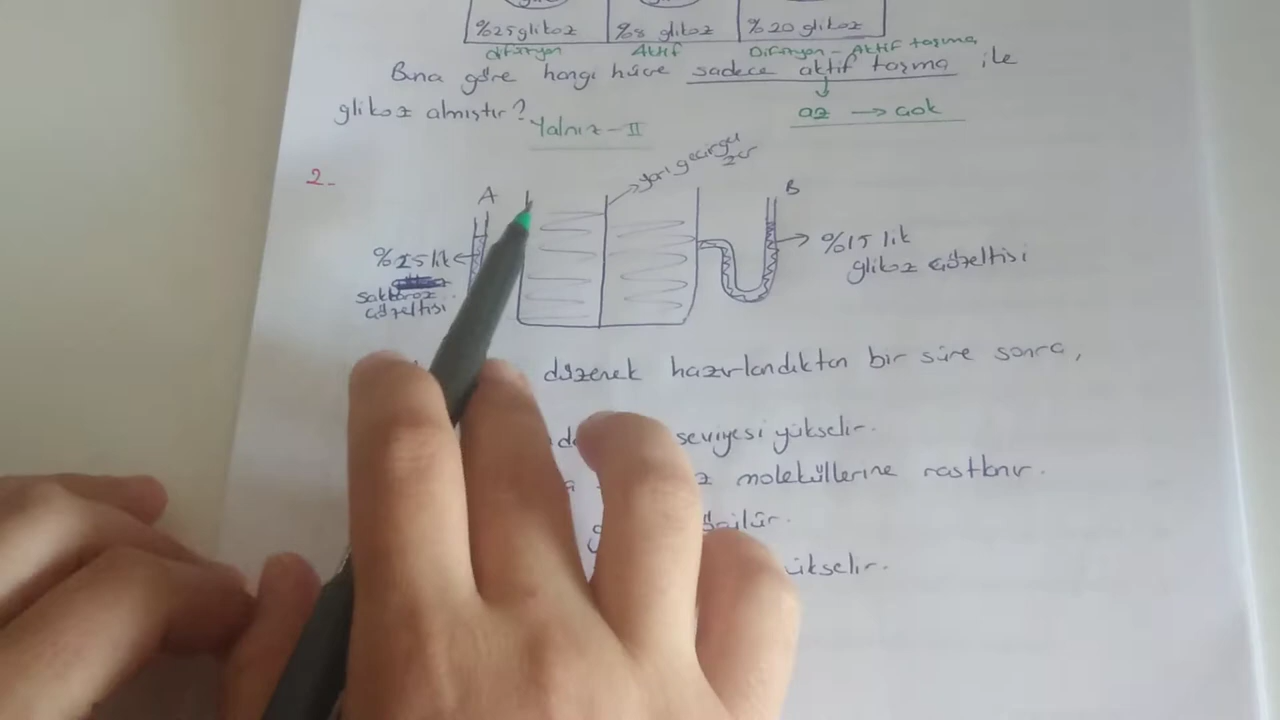 %25 glikoz %8 glikoz %20 glikoz
difüzyon Aktif Difüzyon - Aktif taşıma
Buna göre hangi hücre sadece aktif taşıma ile
glikoz almıştır?
az → çok
Yalnız - II
yarı geçirgen zar
2-
A
B
%25 lik
sakkaroz
çözeltisi
%15 lik
glikoz çözeltisi
düzenek hazırlandıktan bir süre sonra,
seviyesi yükselir.
moleküllerine rastlanır.